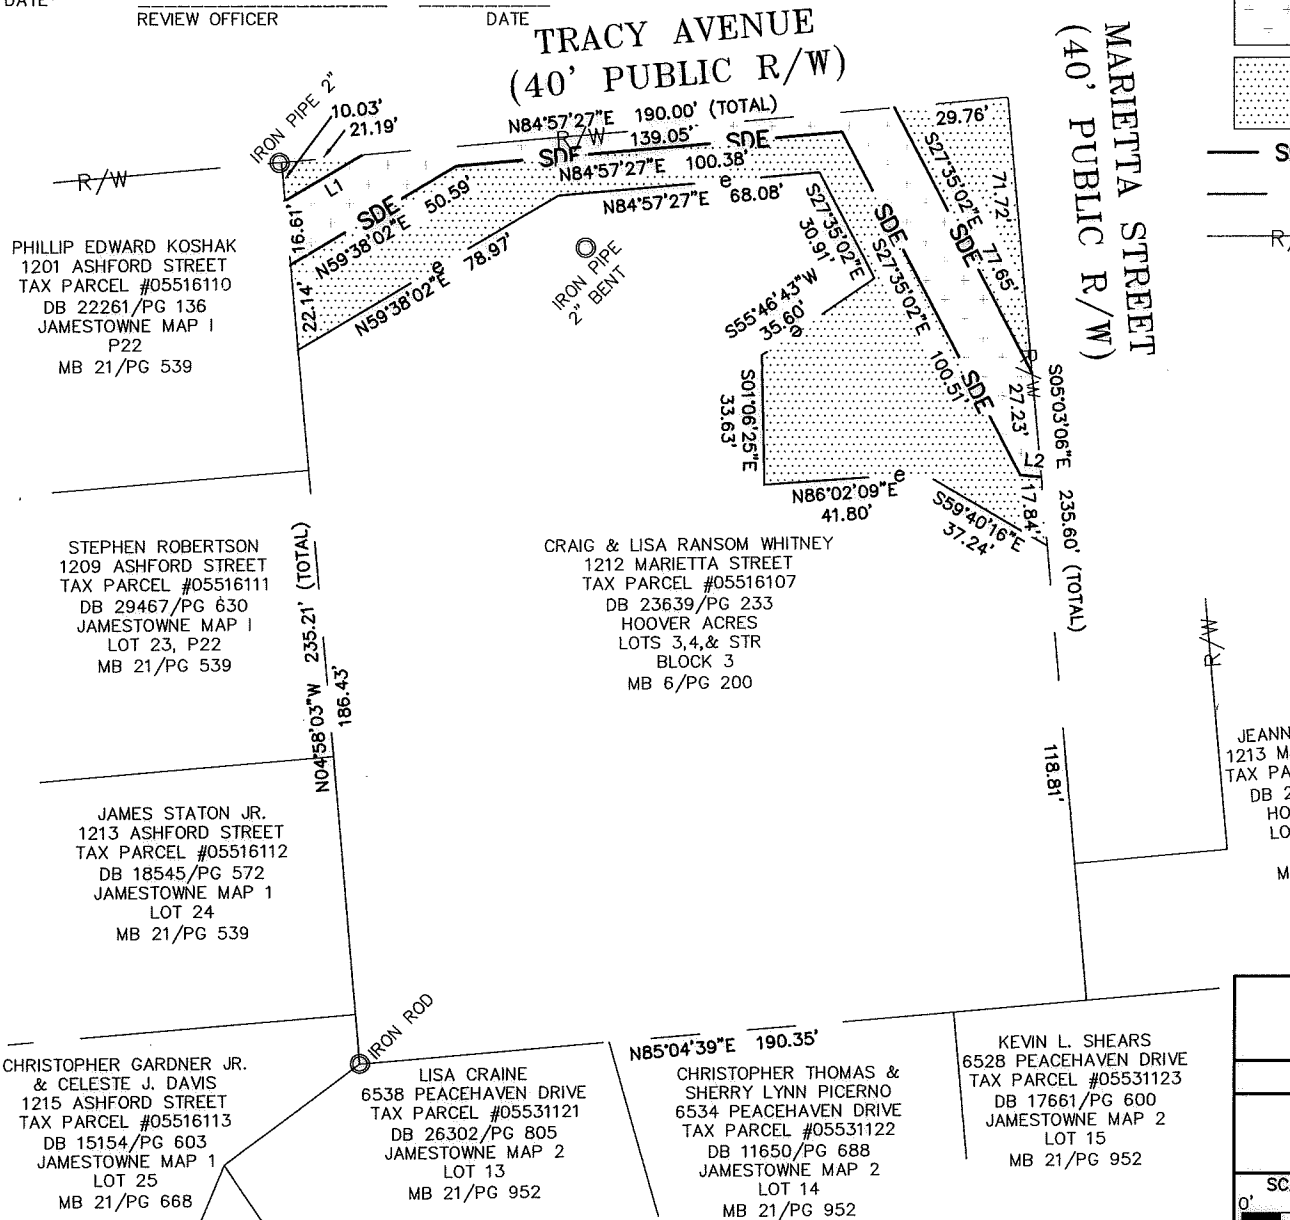 DATE
REVIEW OFFICER
DATE
TRACY AVENUE
(40' PUBLIC R/W)
MARIETTA STREET
(40' PUBLIC R/W)
IRON PIPE 2"
10.03'
21.19'
N84°57'27"E 190.00' (TOTAL)
R/W
139.05'
SDE
SDE
N84°57'27"E 100.38'
e
N84°57'27"E 68.08'
29.76'
S27°35'02"E 77.65'
SDE
71.72'
R/W
L1
16.61'
SDE
N59°38'02"E 50.59'
22.14'
e
N59°38'02"E 78.97'
IRON PIPE
2" BENT
S27°35'02"E
30.91'
SDE
S27°35'02"E 100.51'
SDE
S55°46'43"W
35.60'
e
S01°06'25"E
33.63'
N86°02'09"E
41.80'
e
S59°40'16"E
37.24'
R/W
27.23'
L2
17.84'
S05°03'06"E 235.60' (TOTAL)
118.81'
R/W
PHILLIP EDWARD KOSHAK
1201 ASHFORD STREET
TAX PARCEL #05516110
DB 22261/PG 136
JAMESTOWNE MAP I
P22
MB 21/PG 539
STEPHEN ROBERTSON
1209 ASHFORD STREET
TAX PARCEL #05516111
DB 29467/PG 630
JAMESTOWNE MAP I
LOT 23, P22
MB 21/PG 539
N04°58'03"W 235.21' (TOTAL)
186.43'
CRAIG & LISA RANSOM WHITNEY
1212 MARIETTA STREET
TAX PARCEL #05516107
DB 23639/PG 233
HOOVER ACRES
LOTS 3,4,& STR
BLOCK 3
MB 6/PG 200
JEANN
1213 M
TAX PA
DB 2
HO
LO
M
JAMES STATON JR.
1213 ASHFORD STREET
TAX PARCEL #05516112
DB 18545/PG 572
JAMESTOWNE MAP 1
LOT 24
MB 21/PG 539
IRON ROD
N85°04'39"E 190.35'
CHRISTOPHER GARDNER JR.
& CELESTE J. DAVIS
1215 ASHFORD STREET
TAX PARCEL #05516113
DB 15154/PG 603
JAMESTOWNE MAP 1
LOT 25
MB 21/PG 668
LISA CRAINE
6538 PEACEHAVEN DRIVE
TAX PARCEL #05531121
DB 26302/PG 805
JAMESTOWNE MAP 2
LOT 13
MB 21/PG 952
CHRISTOPHER THOMAS &
SHERRY LYNN PICERNO
6534 PEACEHAVEN DRIVE
TAX PARCEL #05531122
DB 11650/PG 688
JAMESTOWNE MAP 2
LOT 14
MB 21/PG 952
KEVIN L. SHEARS
6528 PEACEHAVEN DRIVE
TAX PARCEL #05531123
DB 17661/PG 600
JAMESTOWNE MAP 2
LOT 15
MB 21/PG 952
0'